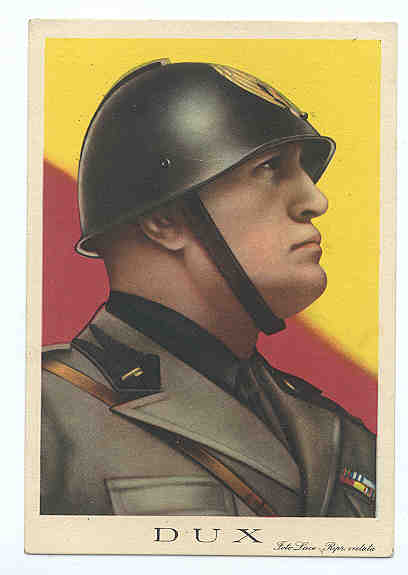 DUX
Foto Luce - Ripr. vietata